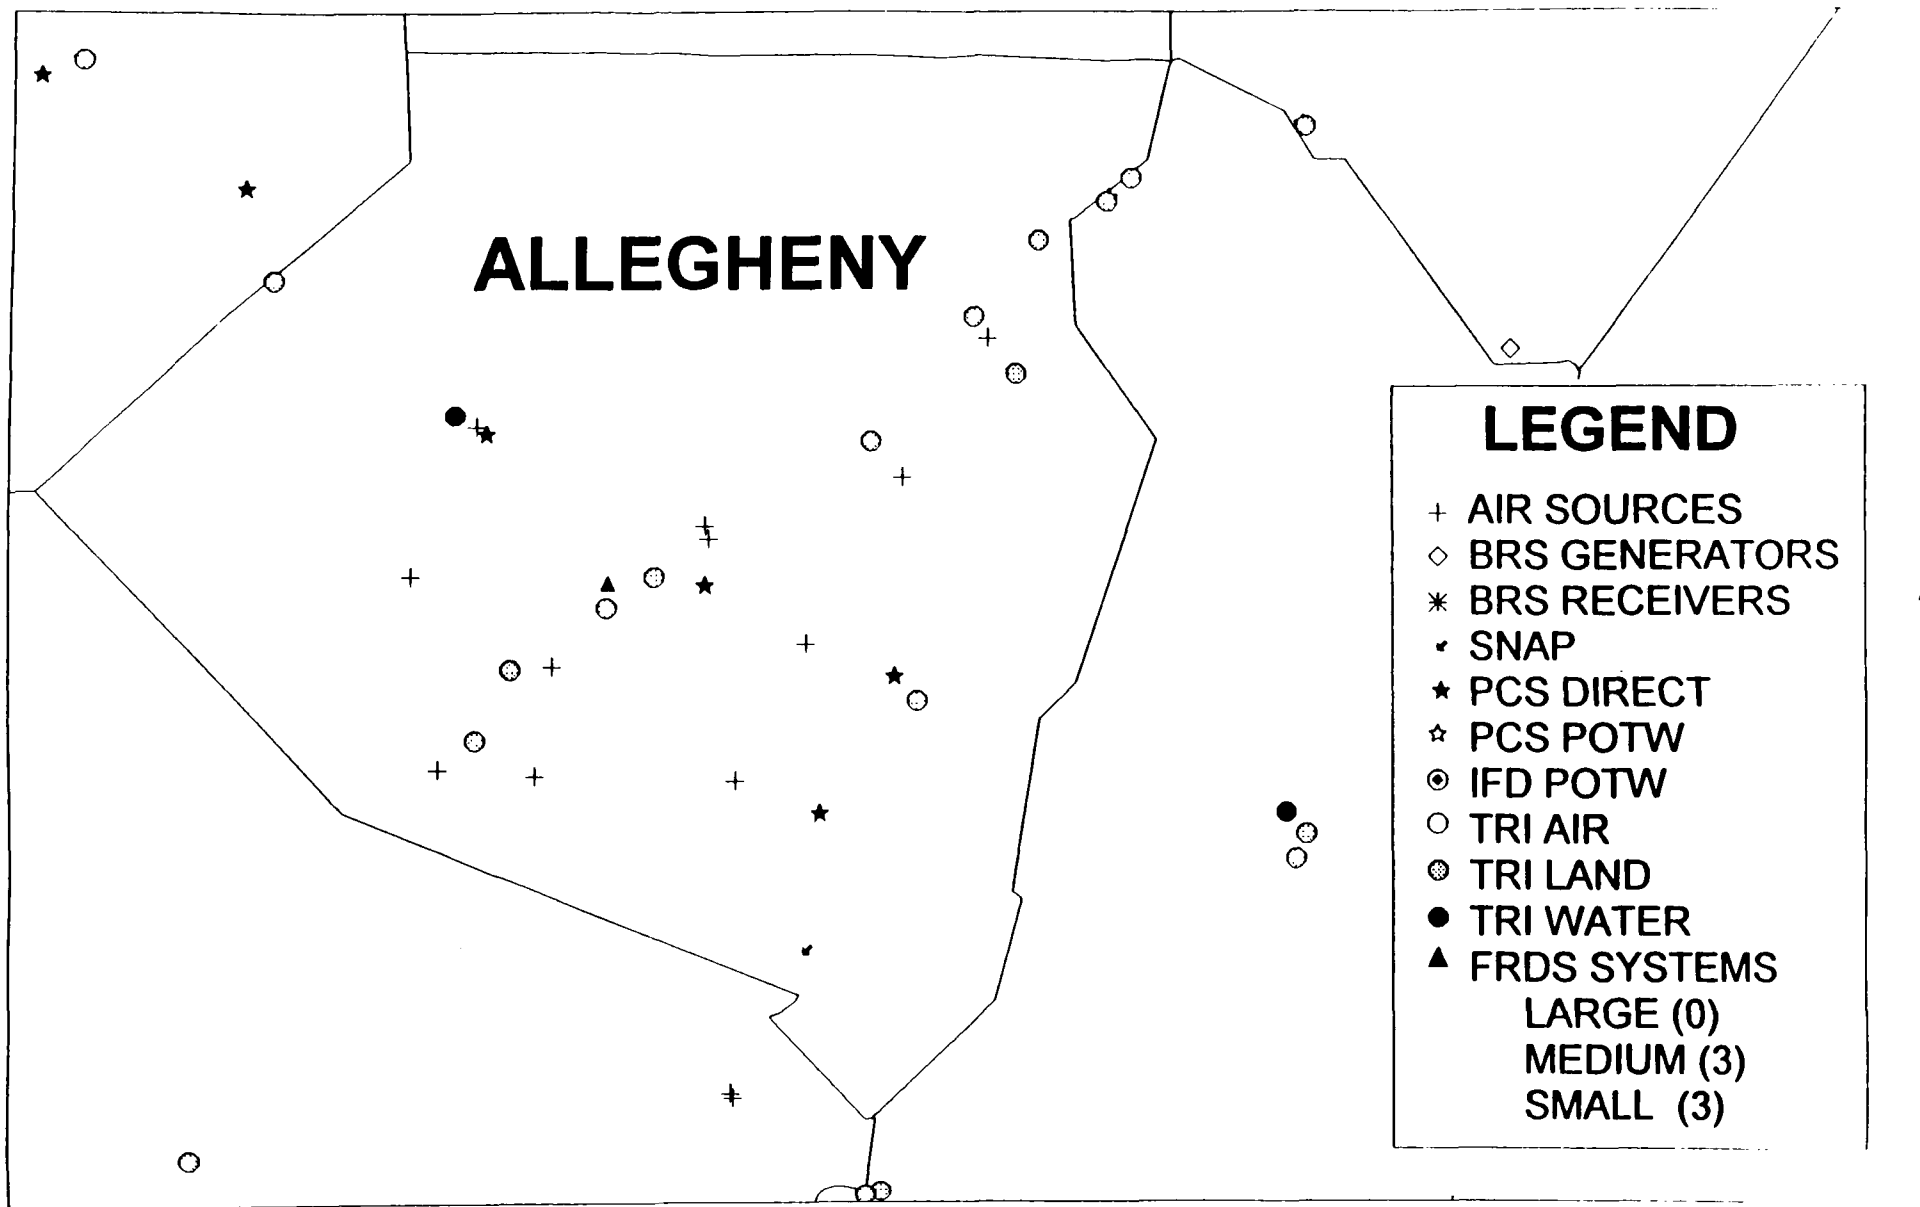 ALLEGHENY
LEGEND
AIR SOURCES
BRS GENERATORS
BRS RECEIVERS
SNAP
PCS DIRECT
PCS POTW
IFD POTW
TRI AIR
TRI LAND
TRI WATER
FRDS SYSTEMS
LARGE (0)
MEDIUM (3)
SMALL (3)